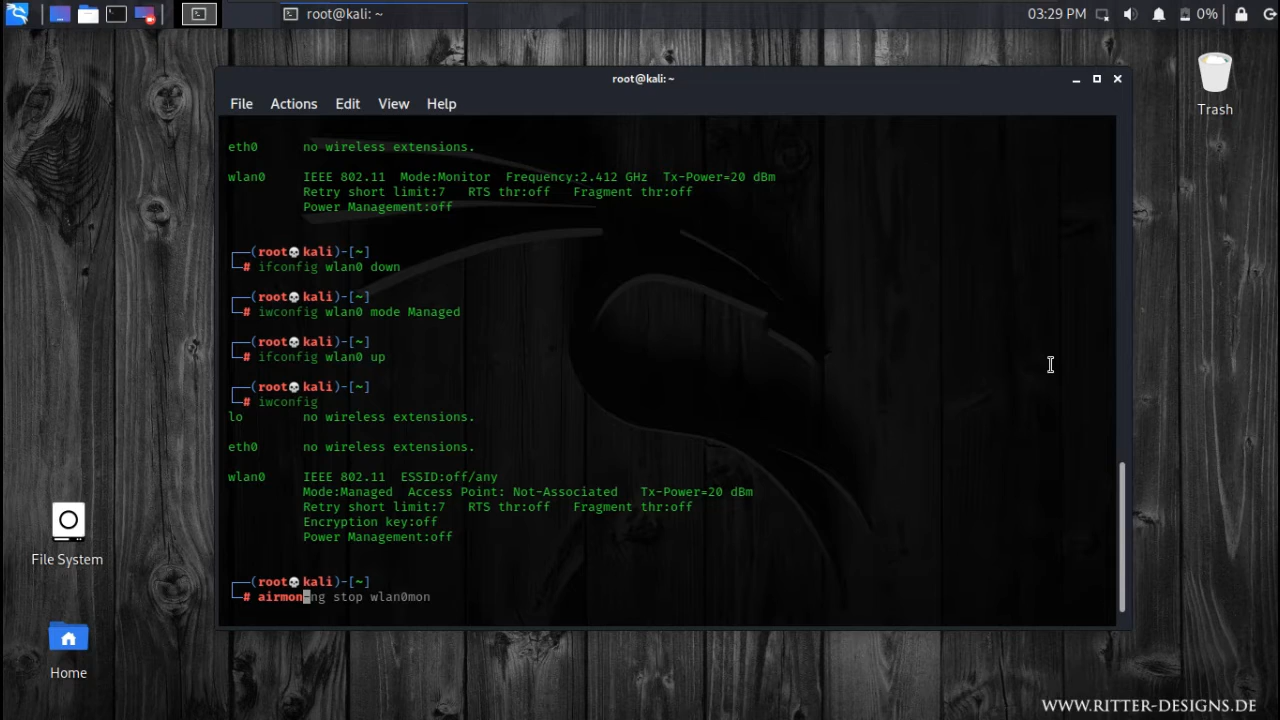 root@kali: ~
03:29 PM
0%
root@kali:~
File Actions Edit View Help
eth0 no wireless extensions.
wlan0 IEEE 802.11 Mode:Monitor Frequency:2.412 GHz Tx-Power=20 dBm
Retry short limit:7 RTS thr:off Fragment thr:off
Power Management:off
┌──(root💀kali)-[~]
└─# ifconfig wlan0 down
┌──(root💀kali)-[~]
└─# iwconfig wlan0 mode Managed
┌──(root💀kali)-[~]
└─# ifconfig wlan0 up
┌──(root💀kali)-[~]
└─# iwconfig
lo no wireless extensions.
eth0 no wireless extensions.
wlan0 IEEE 802.11 ESSID:off/any
Mode:Managed Access Point: Not-Associated Tx-Power=20 dBm
Retry short limit:7 RTS thr:off Fragment thr:off
Encryption key:off
Power Management:off
┌──(root💀kali)-[~]
└─# airmon-ng stop wlan0mon
Trash
File System
Home
WWW.RITTER-DESIGNS.DE